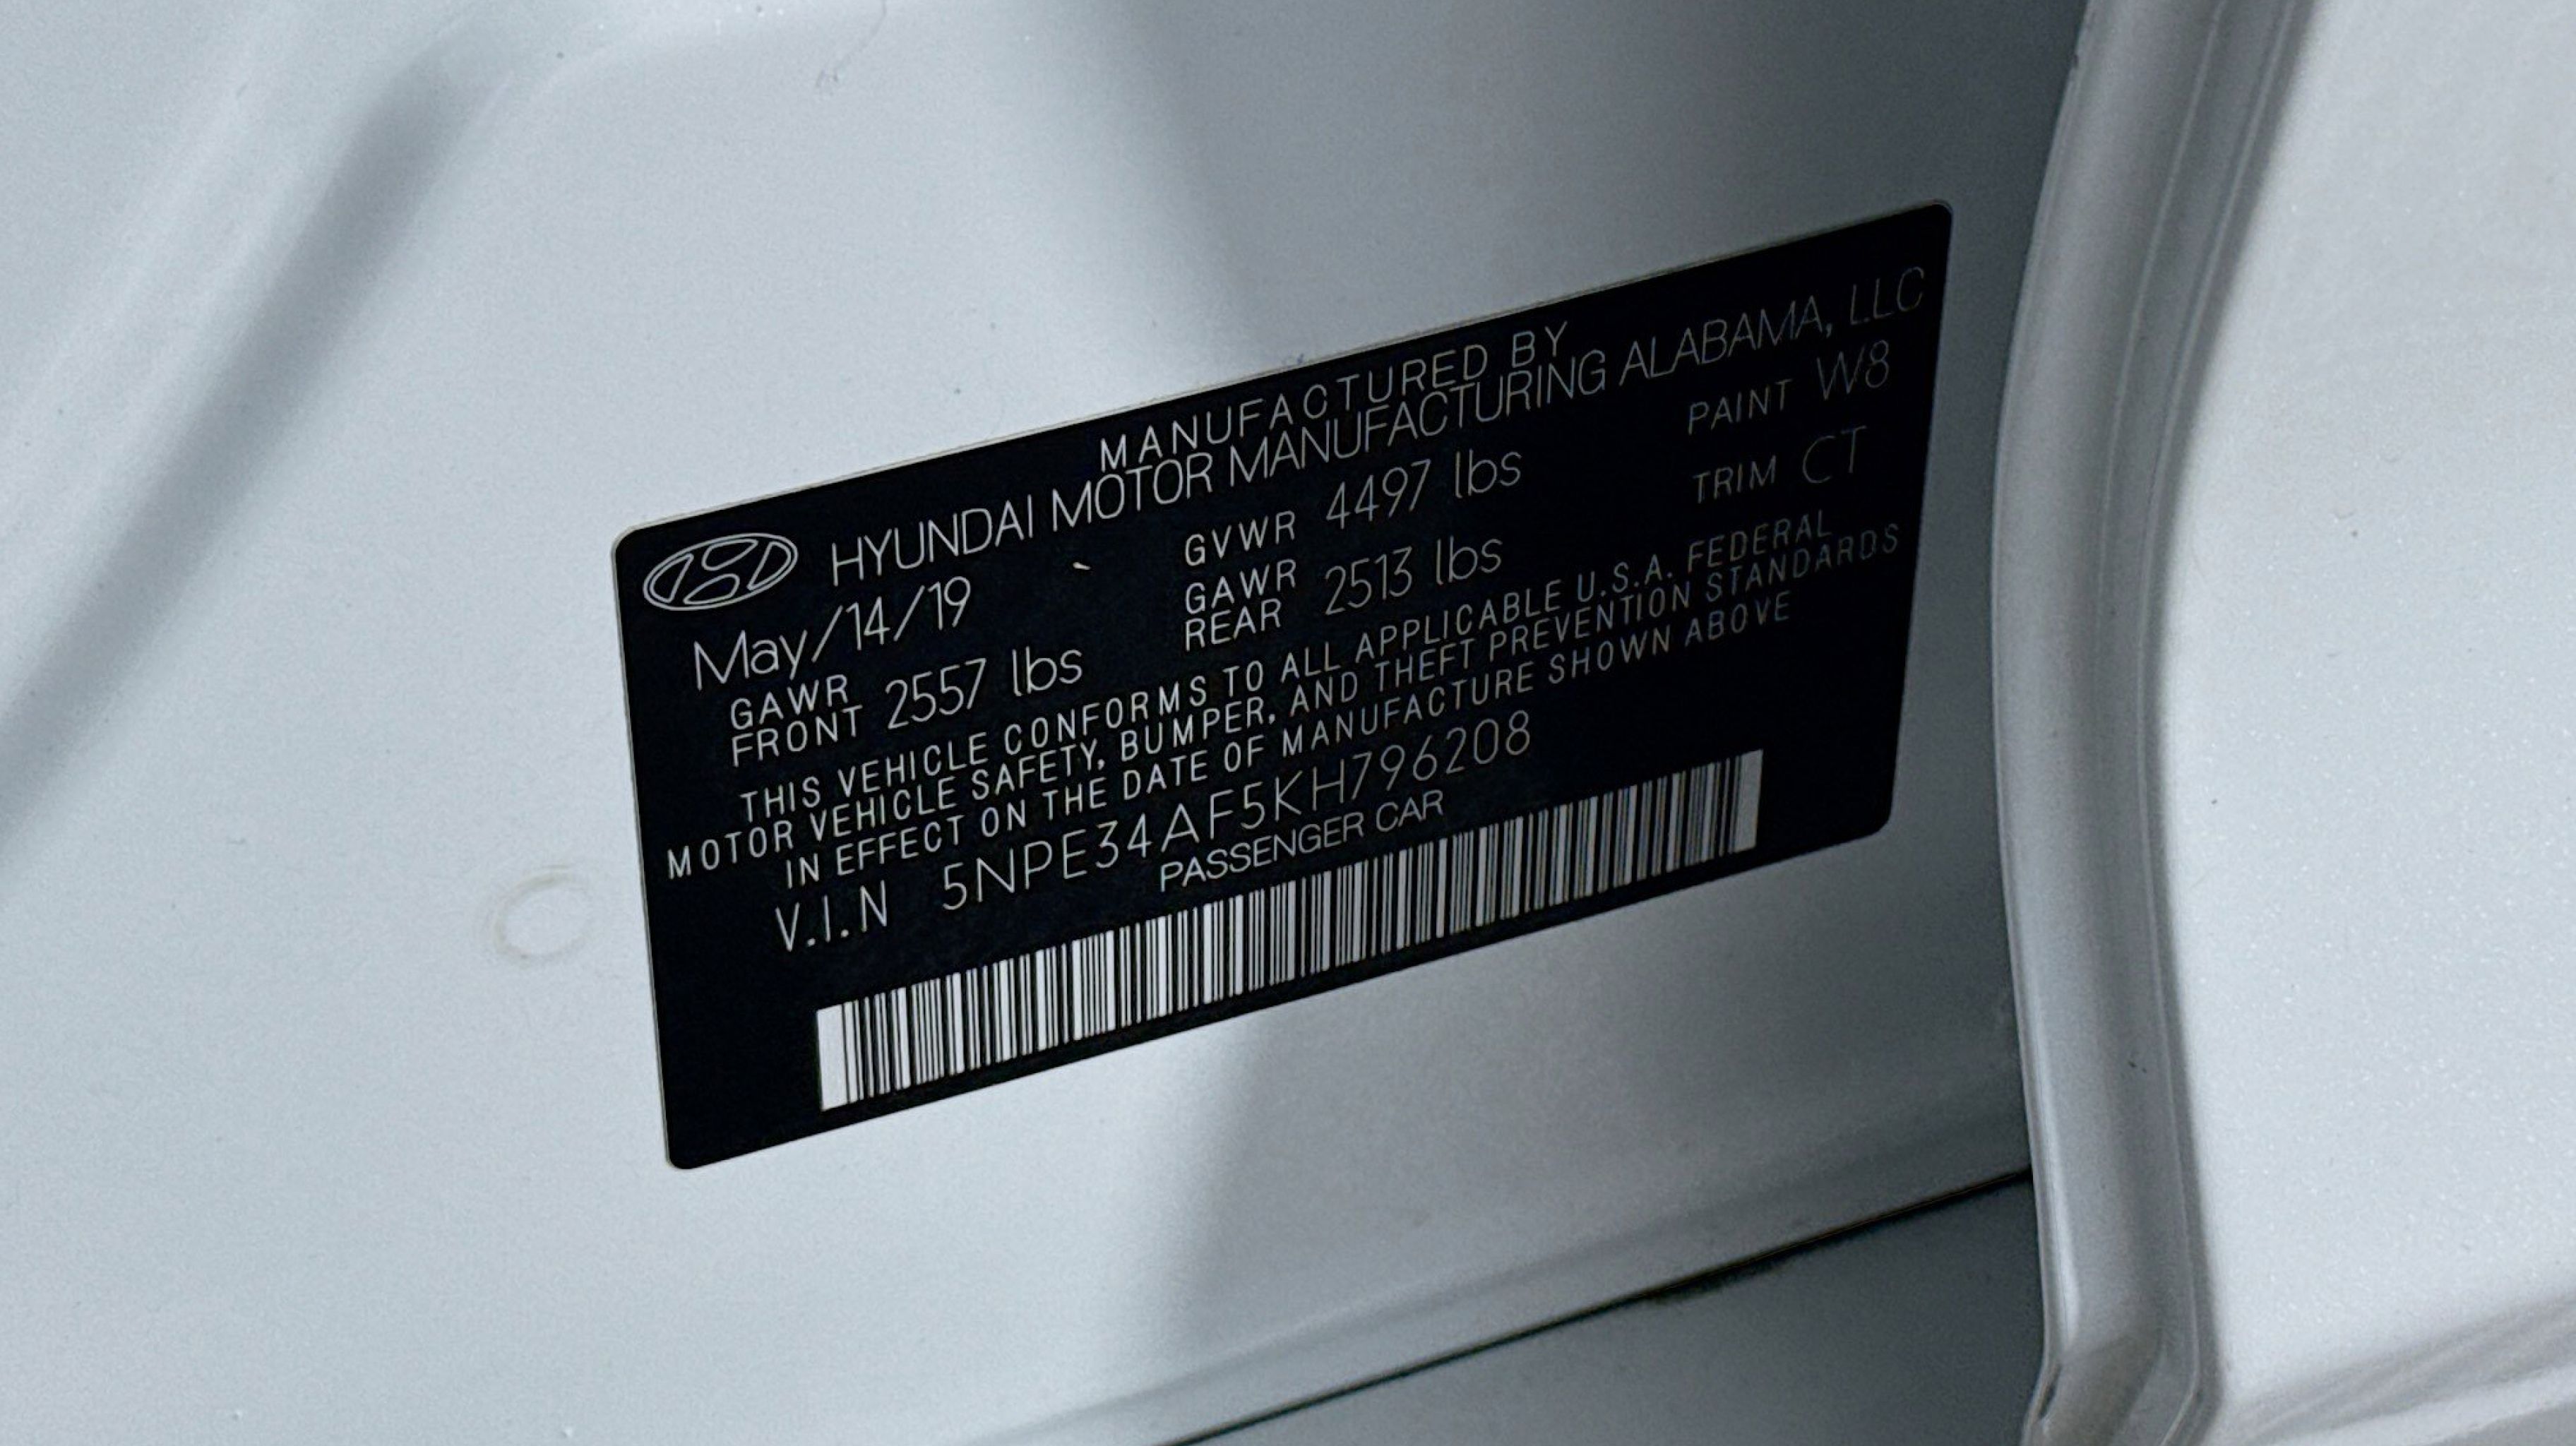 MANUFACTURED BY
HYUNDAI MOTOR MANUFACTURING ALABAMA, LLC
May/14/19 GVWR 4497 lbs PAINT W8
GAWR FRONT 2557 lbs GAWR REAR 2513 lbs TRIM CT
THIS VEHICLE CONFORMS TO ALL APPLICABLE U.S.A. FEDERAL
MOTOR VEHICLE SAFETY, BUMPER, AND THEFT PREVENTION STANDARDS
IN EFFECT ON THE DATE OF MANUFACTURE SHOWN ABOVE
V.I.N 5NPE34AF5KH796208
PASSENGER CAR